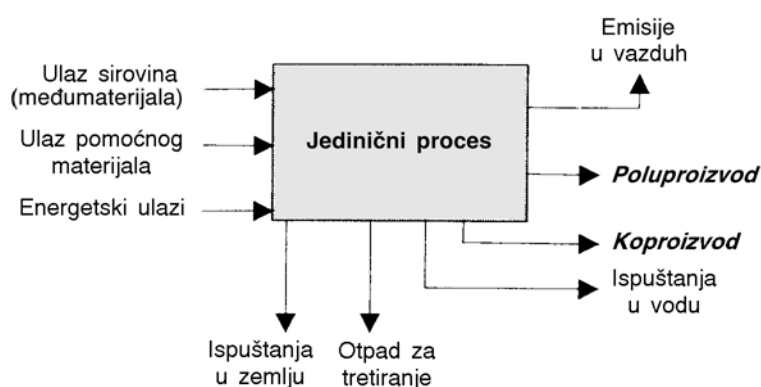 Emisije
u vazduh
Ulaz sirovina
(međumaterijala)
Ulaz pomoćnog
materijala
Energetski ulazi
Jedinični proces
Poluproizvod
Koproizvod
Ispuštanja
u vodu
Ispuštanja
u zemlju
Otpad za
tretiranje